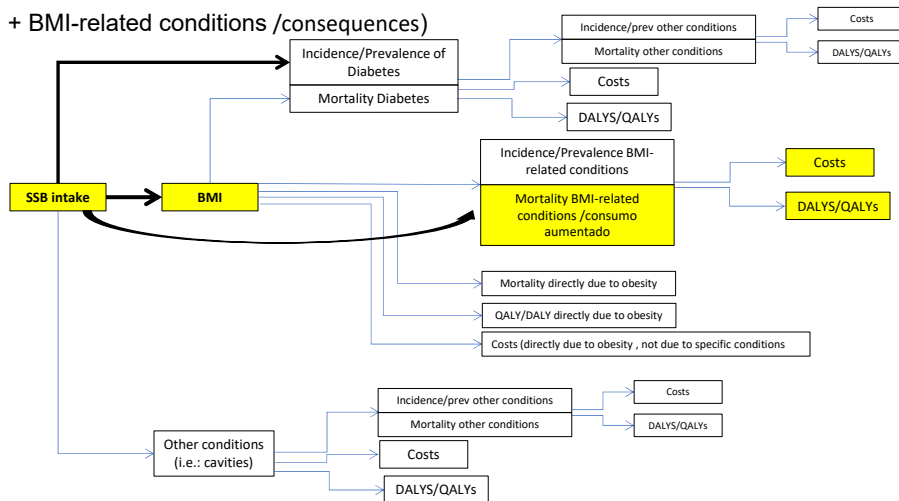 + BMI-related conditions /consequences)
Incidence/Prevalence of
Diabetes
Mortality Diabetes
Incidence/prev other conditions
Mortality other conditions
Costs
DALYS/QALYs
Costs
DALYS/QALYs
SSB intake
BMI
Incidence/Prevalence BMI-
related conditions
Mortality BMI-related
conditions /consumo
aumentado
Costs
DALYS/QALYs
Mortality directly due to obesity
QALY/DALY directly due to obesity
Costs (directly due to obesity , not due to specific conditions
Other conditions
(i.e.: cavities)
Incidence/prev other conditions
Mortality other conditions
Costs
DALYS/QALYs
Costs
DALYS/QALYs